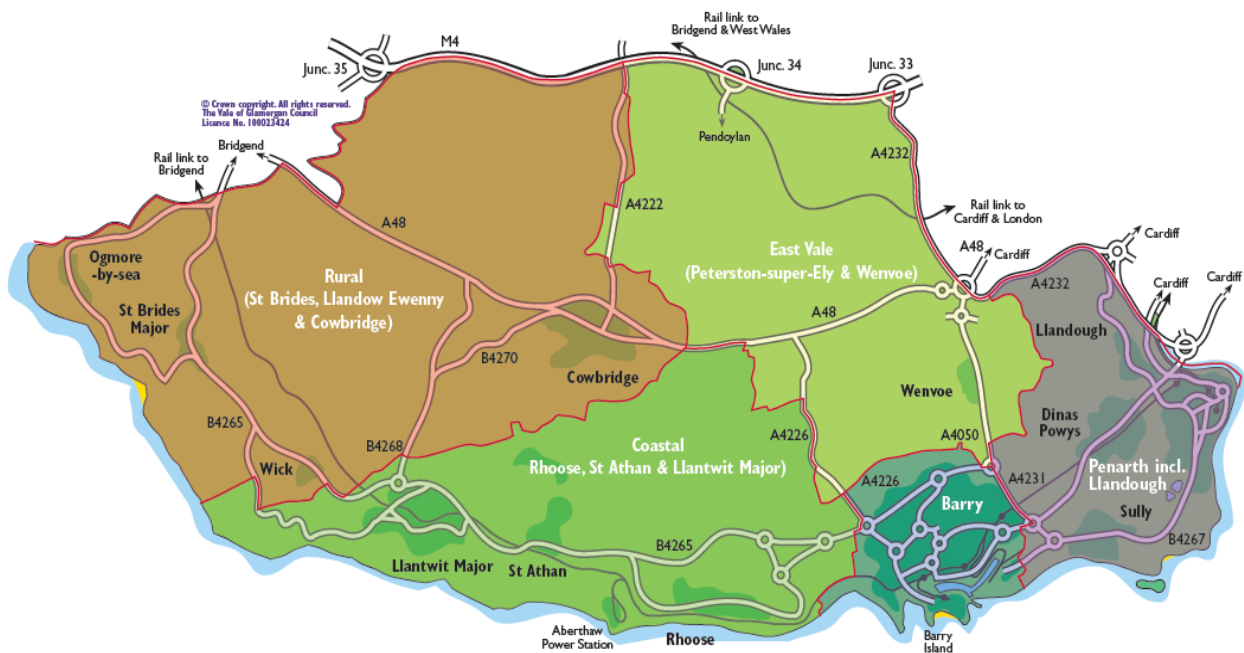 Rail link to
Bridgend & West Wales
M4
Junc. 35
Junc. 34
Junc. 33
© Crown copyright. All rights reserved.
The Vale of Glamorgan Council
Licence No. 100023424
Pendoylan
Bridgend
Rail link to
Bridgend
A4232
A48
A4222
Rail link to
Cardiff & London
Ogmore
-by-sea
Rural
(St Brides, Llandow Ewenny
& Cowbridge)
East Vale
(Peterston-super-Ely & Wenvoe)
A48
Cardiff
Cardiff
Cardiff
Cardiff
A4232
St Brides
Major
A48
Llandough
B4270
Cowbridge
Wenvoe
B4265
B4268
Wick
Coastal
Rhoose, St Athan & Llantwit Major)
A4226
A4050
Dinas
Powys
A4226
A4231
Penarth incl.
Llandough
Barry
Sully
B4265
B4267
Llantwit Major
St Athan
Aberthaw
Power Station
Rhoose
Barry
Island